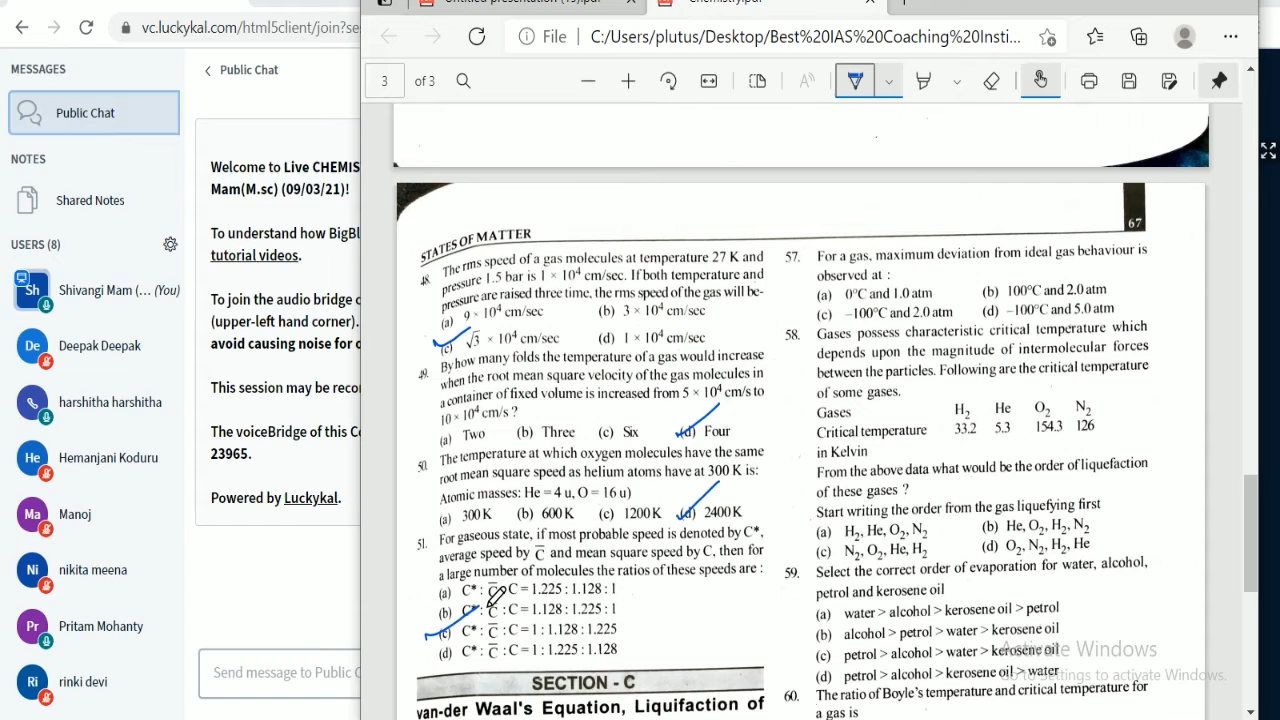 Untitled presentation (19).pdf
Chemistry.pdf
vc.luckykal.com/html5client/join?se
File
C:/Users/plutus/Desktop/Best%20IAS%20Coaching%20Insti...
3
of 3
MESSAGES
Public Chat
NOTES
Shared Notes
USERS (8)
Sh
Shivangi Mam (... (You)
De
Deepak Deepak
harshitha harshitha
He
Hemanjani Koduru
Ma
Manoj
Ni
nikita meena
Pr
Pritam Mohanty
Ri
rinki devi
Public Chat
Welcome to Live CHEMIS
Mam(M.sc) (09/03/21)!
To understand how BigBl
tutorial videos.
To join the audio bridge c
(upper-left hand corner).
avoid causing noise for o
This session may be recor
The voiceBridge of this Co
23965.
Powered by Luckykal.
Send message to Public C
67
STATES OF MATTER
48. The rms speed of a gas molecules at temperature 27 K and
pressure 1.5 bar is 1 × 10⁴ cm/sec. If both temperature and
pressure are raised three time, the rms speed of the gas will be-
(a) 9 × 10⁴ cm/sec (b) 3 × 10⁴ cm/sec
(c) √3 × 10⁴ cm/sec (d) 1 × 10⁴ cm/sec
49. By how many folds the temperature of a gas would increase
when the root mean square velocity of the gas molecules in
a container of fixed volume is increased from 5 × 10⁴ cm/s to
10 × 10⁴ cm/s ?
(a) Two (b) Three (c) Six (d) Four
50. The temperature at which oxygen molecules have the same
root mean square speed as helium atoms have at 300 K is:
Atomic masses: He = 4 u, O = 16 u)
(a) 300 K (b) 600 K (c) 1200 K (d) 2400 K
51. For gaseous state, if most probable speed is denoted by C*,
average speed by C̅ and mean square speed by C, then for
a large number of molecules the ratios of these speeds are :
(a) C* : C̅ : C = 1.225 : 1.128 : 1
(b) C* : C̅ : C = 1.128 : 1.225 : 1
(c) C* : C̅ : C = 1 : 1.128 : 1.225
(d) C* : C̅ : C = 1 : 1.225 : 1.128
SECTION - C
van-der Waal's Equation, Liquifaction of
57. For a gas, maximum deviation from ideal gas behaviour is
observed at :
(a) 0°C and 1.0 atm (b) 100°C and 2.0 atm
(c) –100°C and 2.0 atm (d) –100°C and 5.0 atm
58. Gases possess characteristic critical temperature which
depends upon the magnitude of intermolecular forces
between the particles. Following are the critical temperature
of some gases.
Gases H₂ He O₂ N₂
Critical temperature 33.2 5.3 154.3 126
in Kelvin
From the above data what would be the order of liquefaction
of these gases ?
Start writing the order from the gas liquefying first
(a) H₂, He, O₂, N₂ (b) He, O₂, H₂, N₂
(c) N₂, O₂, He, H₂ (d) O₂, N₂, H₂, He
59. Select the correct order of evaporation for water, alcohol,
petrol and kerosene oil
(a) water > alcohol > kerosene oil > petrol
(b) alcohol > petrol > water > kerosene oil
(c) petrol > alcohol > water > kerosene oil
(d) petrol > alcohol > kerosene oil > water
60. The ratio of Boyle's temperature and critical temperature for
a gas is
Activate Windows
Go to Settings to activate Windows.